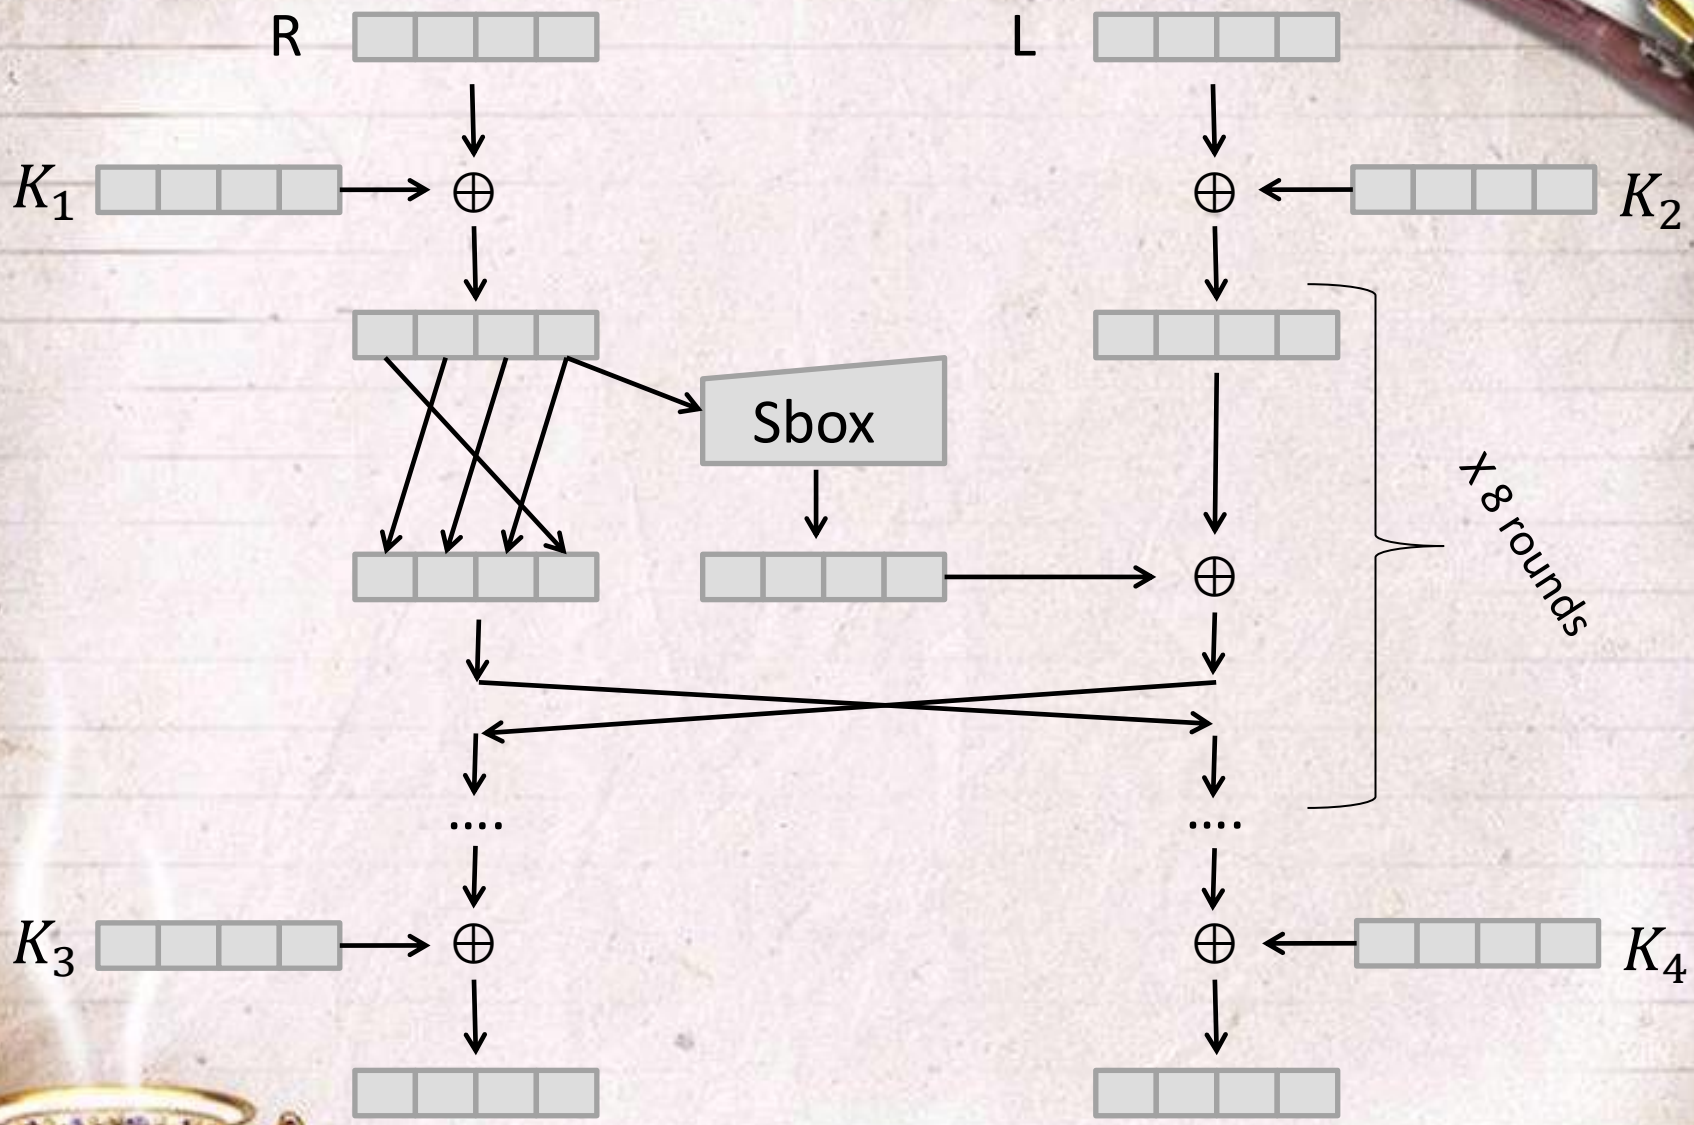 R
L
K₁
K₂
Sbox
X 8 rounds
....
....
K₃
K₄